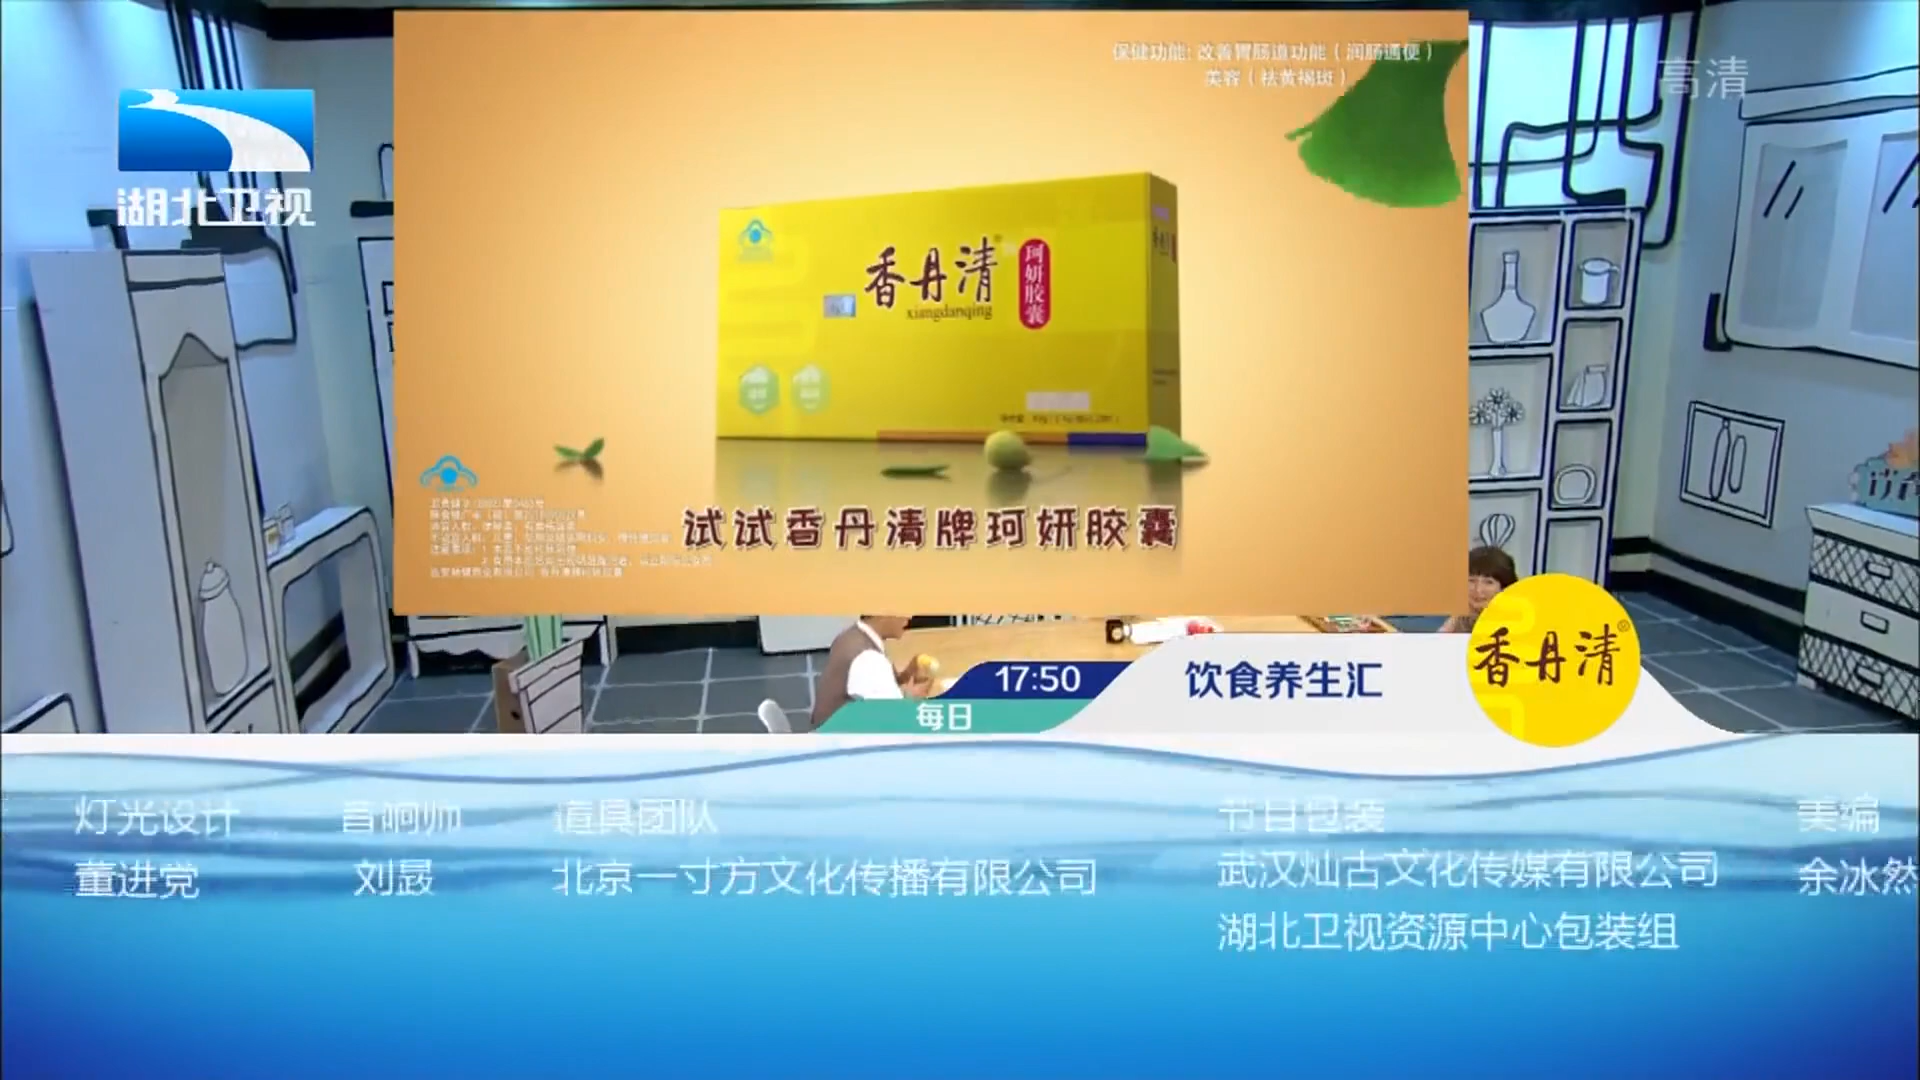 保健功能: 改善胃肠道功能（润肠通便）
美容（祛黄褐斑）
高清
湖北卫视
香丹清
xiangdanqing
珂妍胶囊
试试香丹清牌珂妍胶囊
17:50
每日
饮食养生汇
香丹清®
灯光设计 音响师 道具团队 节目包装 美编
董进党 刘晸 北京一寸方文化传播有限公司 武汉灿古文化传媒有限公司 余冰然
湖北卫视资源中心包装组